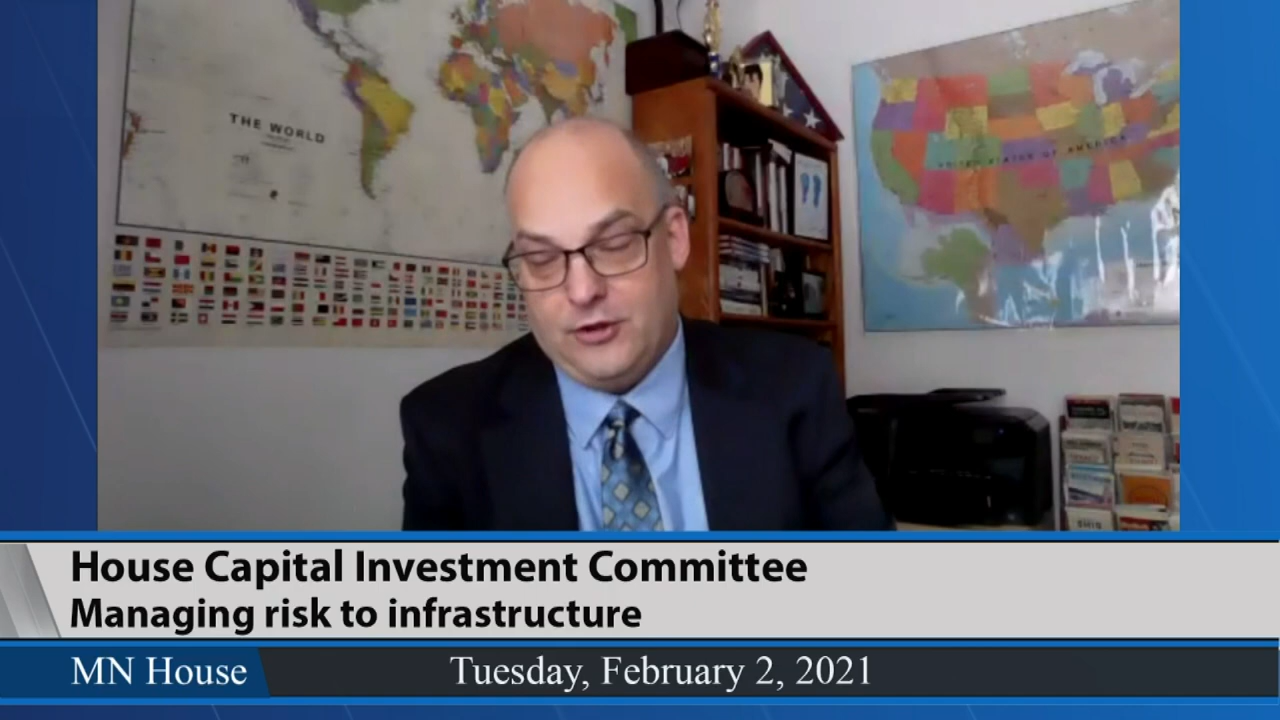 THE WORLD
UNITED STATES OF AMERICA
House Capital Investment Committee
Managing risk to infrastructure
MN House
Tuesday, February 2, 2021